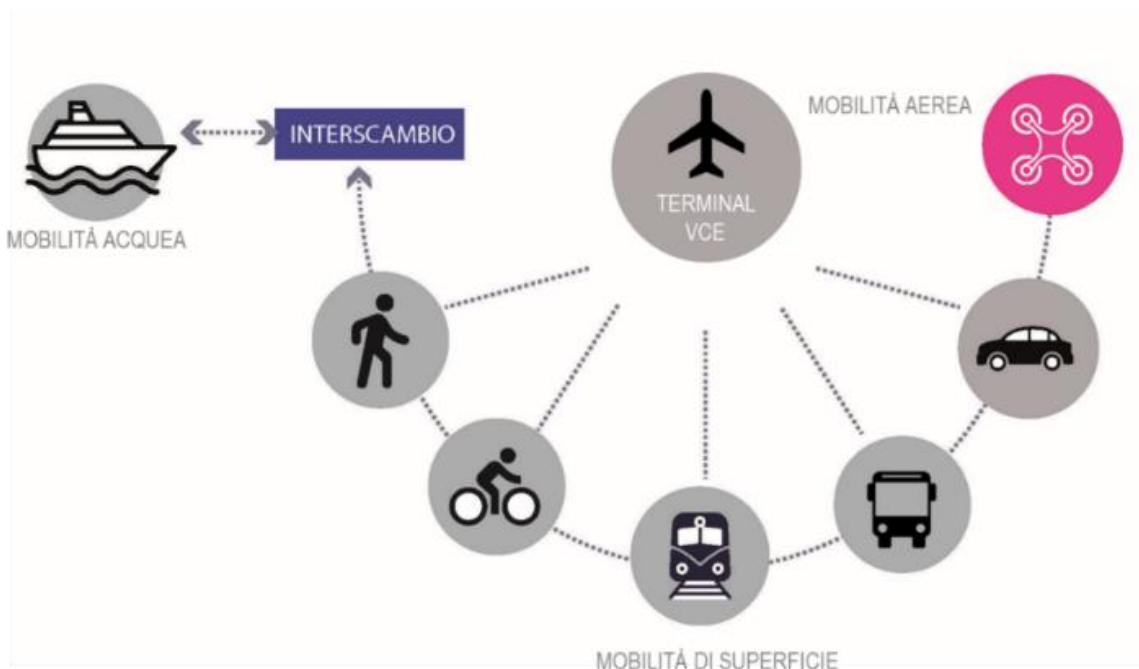 MOBILITÀ AEREA
INTERSCAMBIO
TERMINAL
VCE
MOBILITÀ ACQUEA
MOBILITÀ DI SUPERFICIE